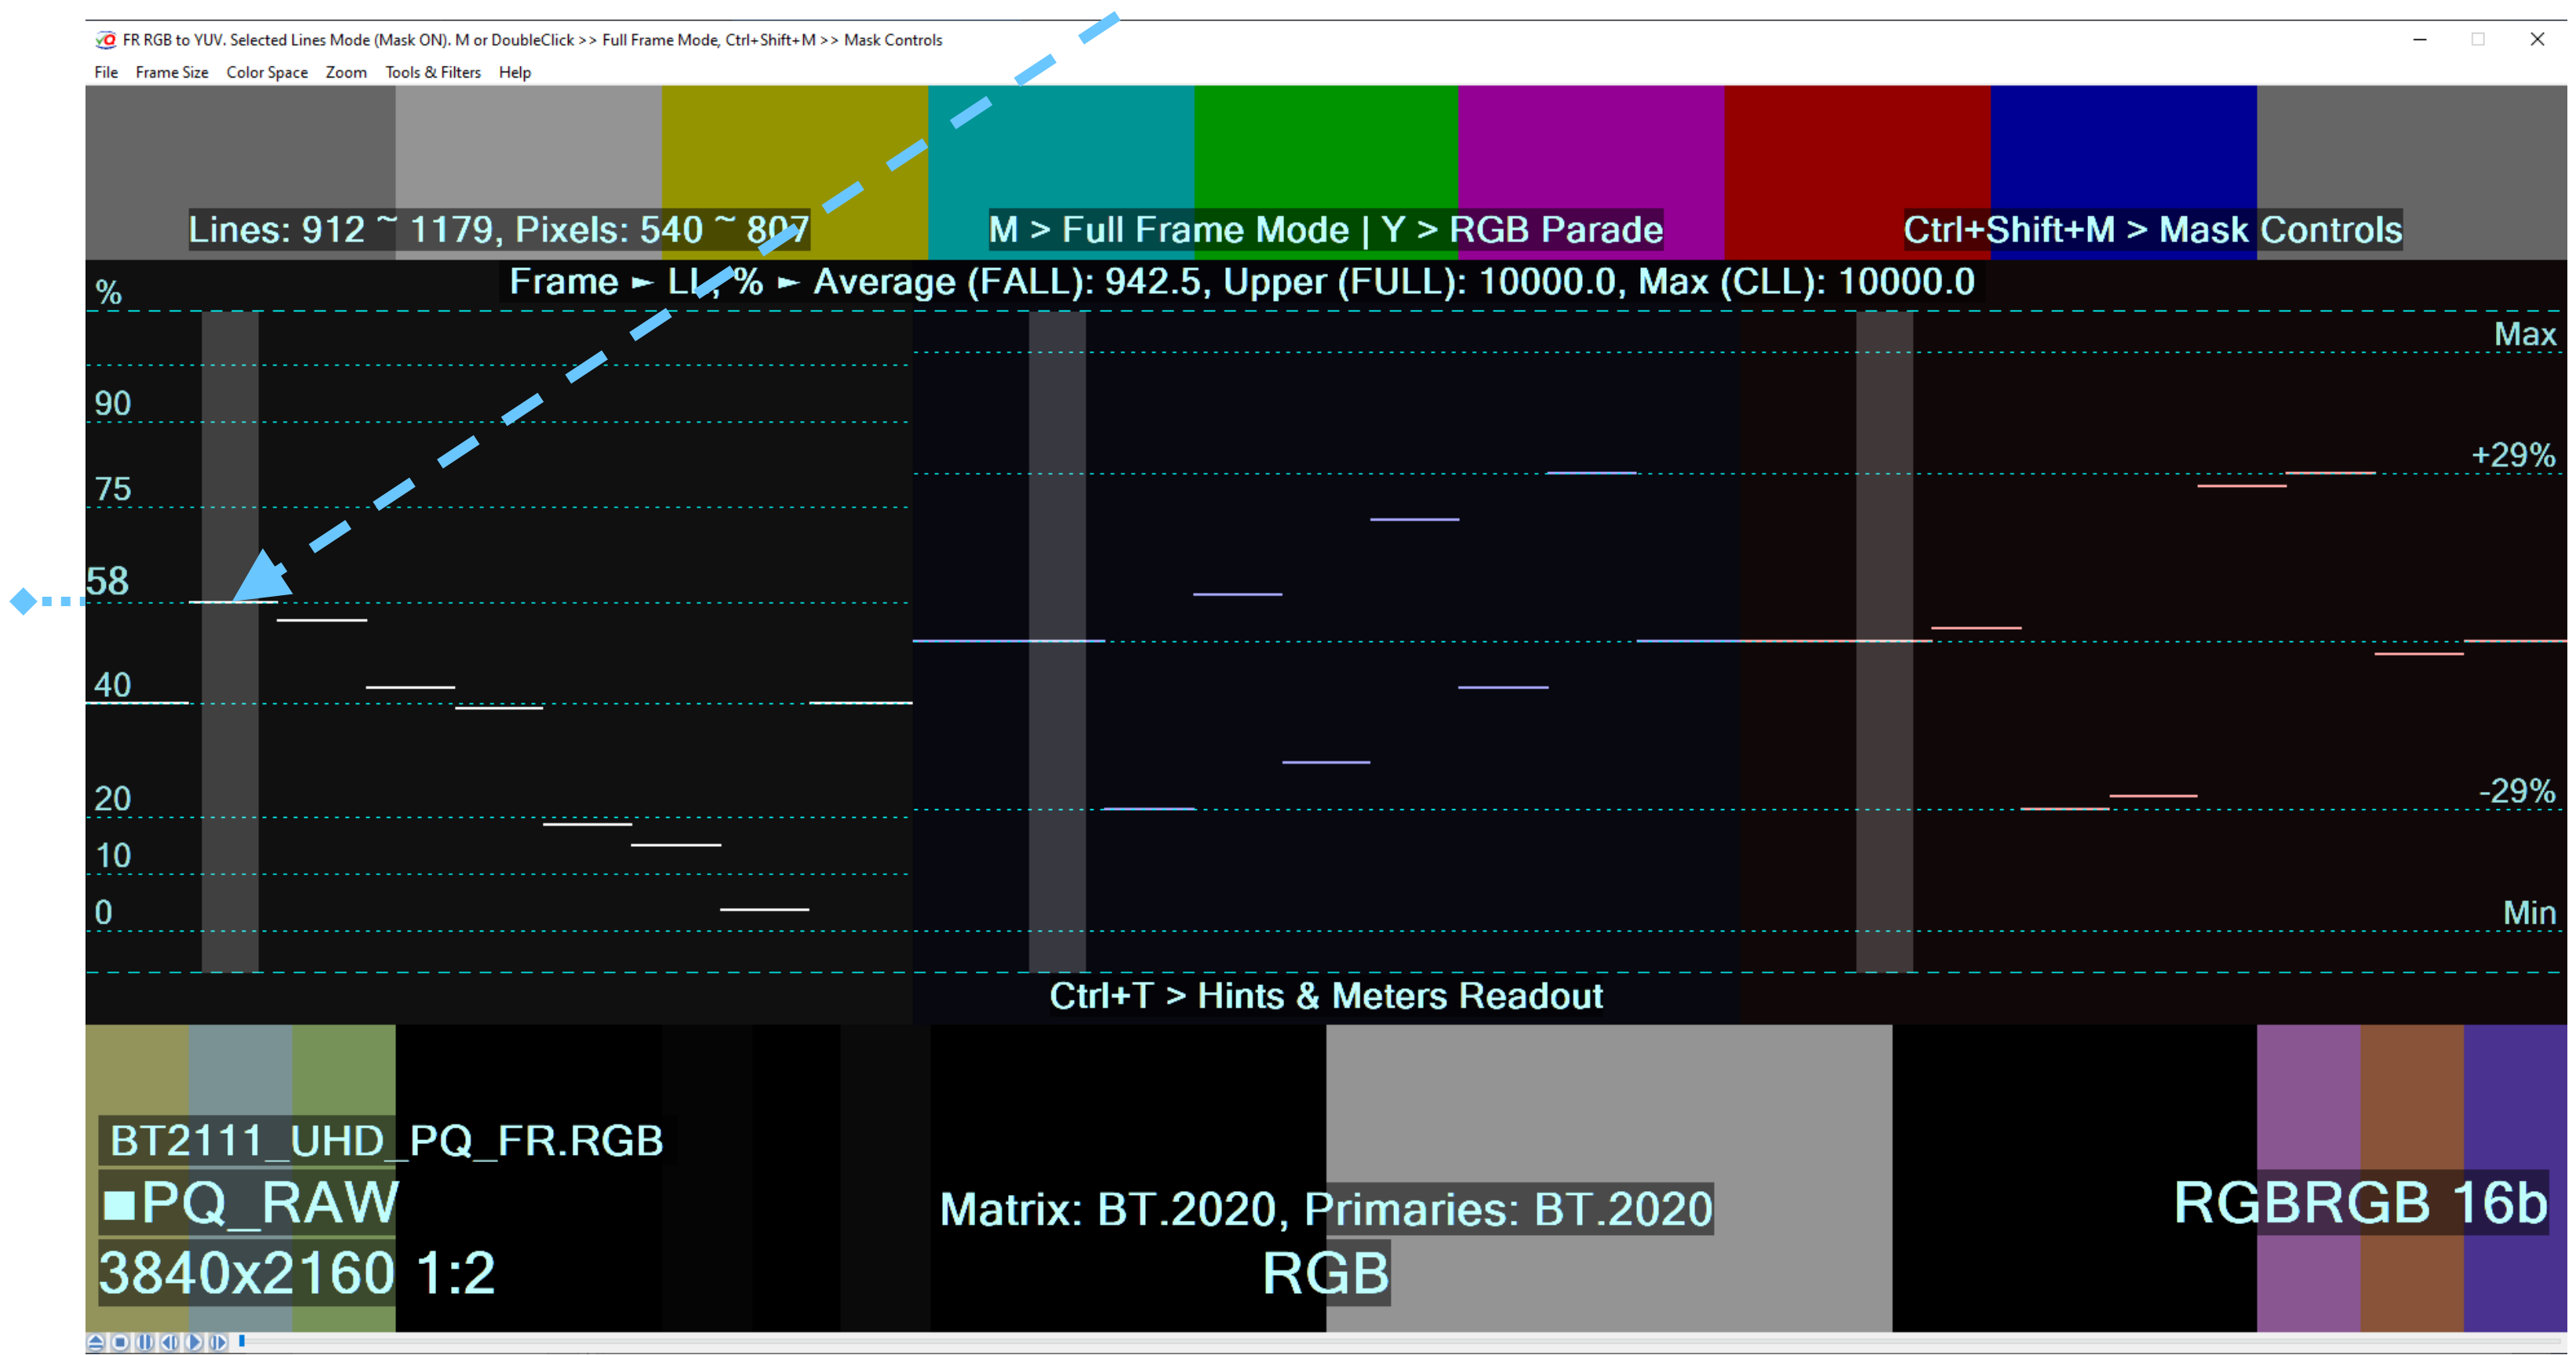 FR RGB to YUV. Selected Lines Mode (Mask ON). M or DoubleClick >> Full Frame Mode, Ctrl+Shift+M >> Mask Controls
File Frame Size Color Space Zoom Tools & Filters Help
Lines: 912 ~ 1179, Pixels: 540 ~ 807 M > Full Frame Mode | Y > RGB Parade Ctrl+Shift+M > Mask Controls
Frame ► LL, % ► Average (FALL): 942.5, Upper (FULL): 10000.0, Max (CLL): 10000.0
%
Max
90
+29%
75
58
40
20
-29%
10
0
Min
Ctrl+T > Hints & Meters Readout
BT2111_UHD_PQ_FR.RGB
■PQ_RAW
Matrix: BT.2020, Primaries: BT.2020
RGBRGB 16b
3840x2160 1:2
RGB